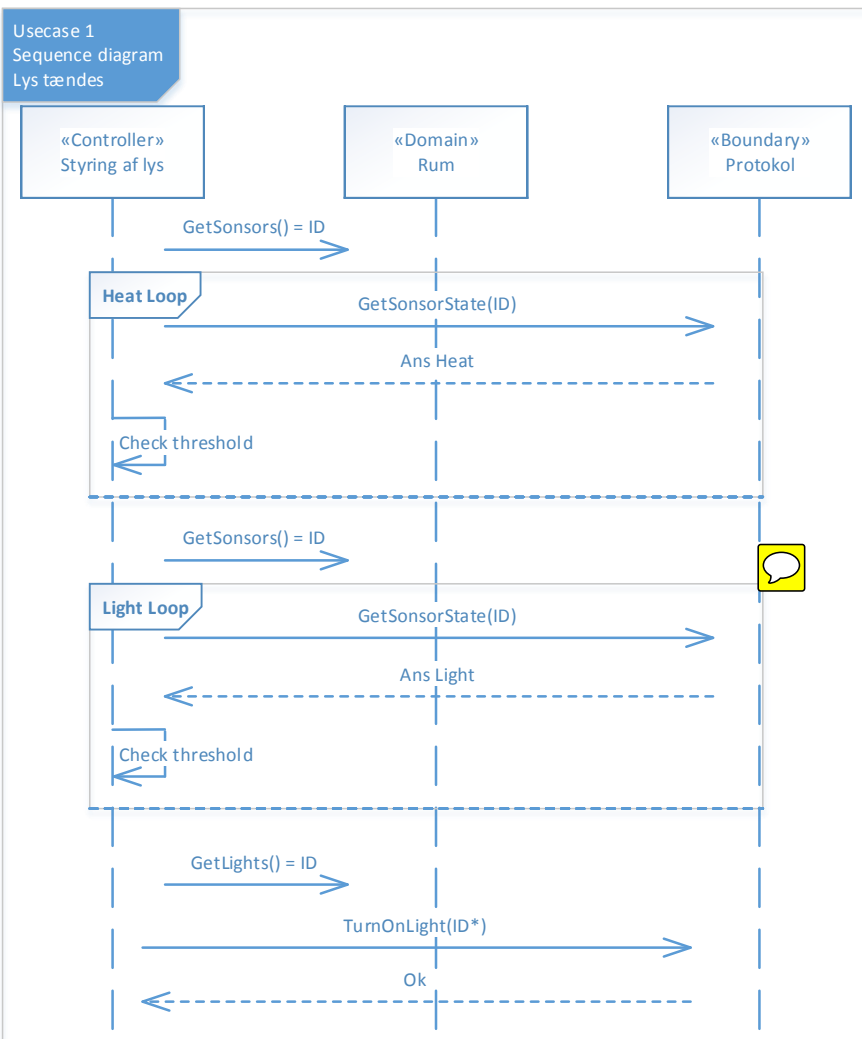 Usecase 1
Sequence diagram
Lys tændes
«Controller»
Styring af lys
«Domain»
Rum
«Boundary»
Protokol
GetSonsors() = ID
Heat Loop
GetSonsorState(ID)
Ans Heat
Check threshold
GetSonsors() = ID
Light Loop
GetSonsorState(ID)
Ans Light
Check threshold
GetLights() = ID
TurnOnLight(ID*)
Ok